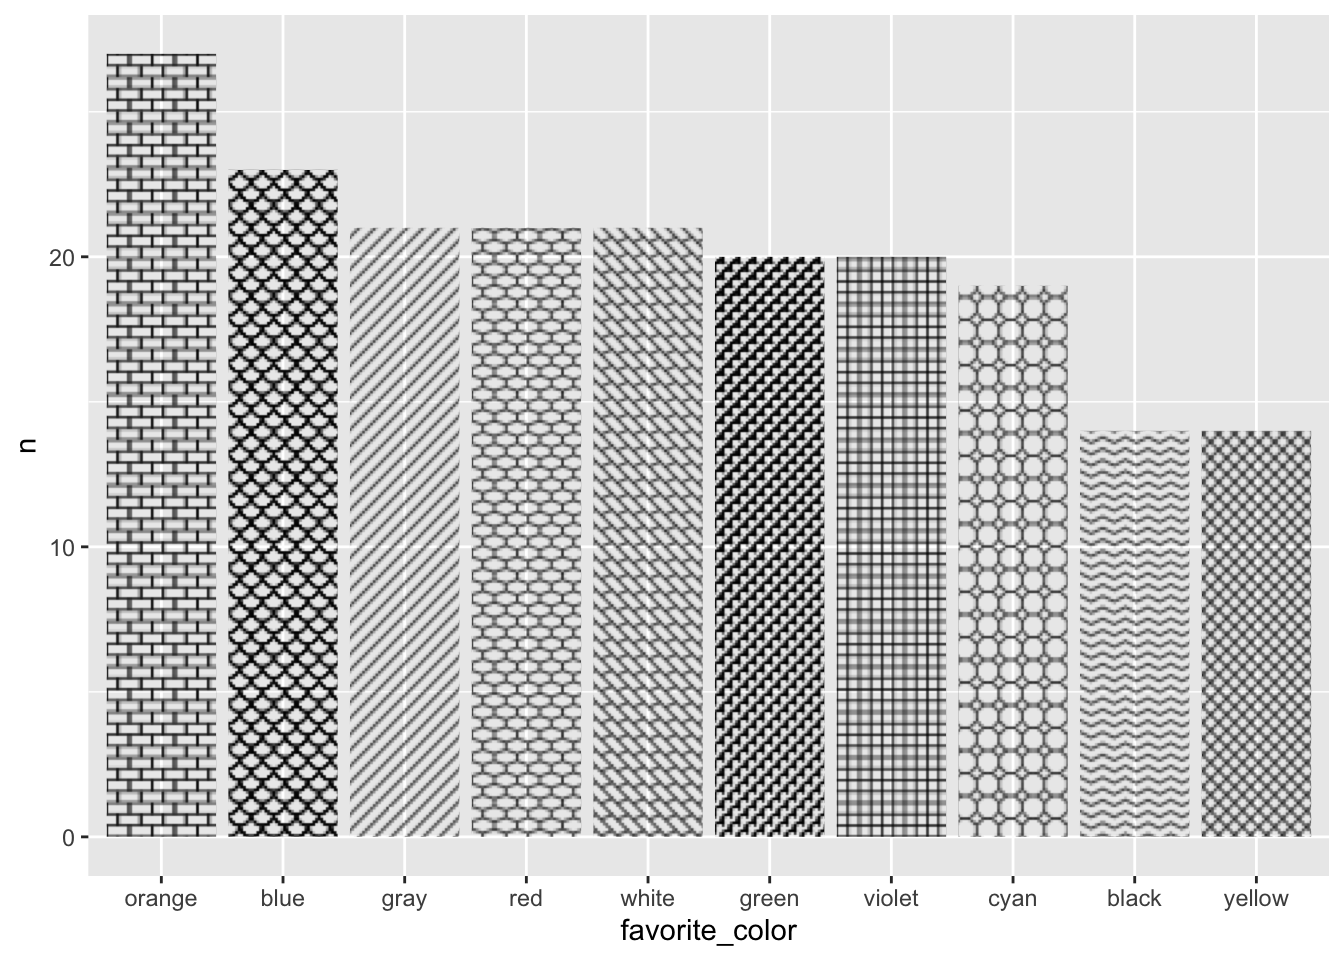 20
10
0
n
orange blue gray red white green violet cyan black yellow
favorite_color